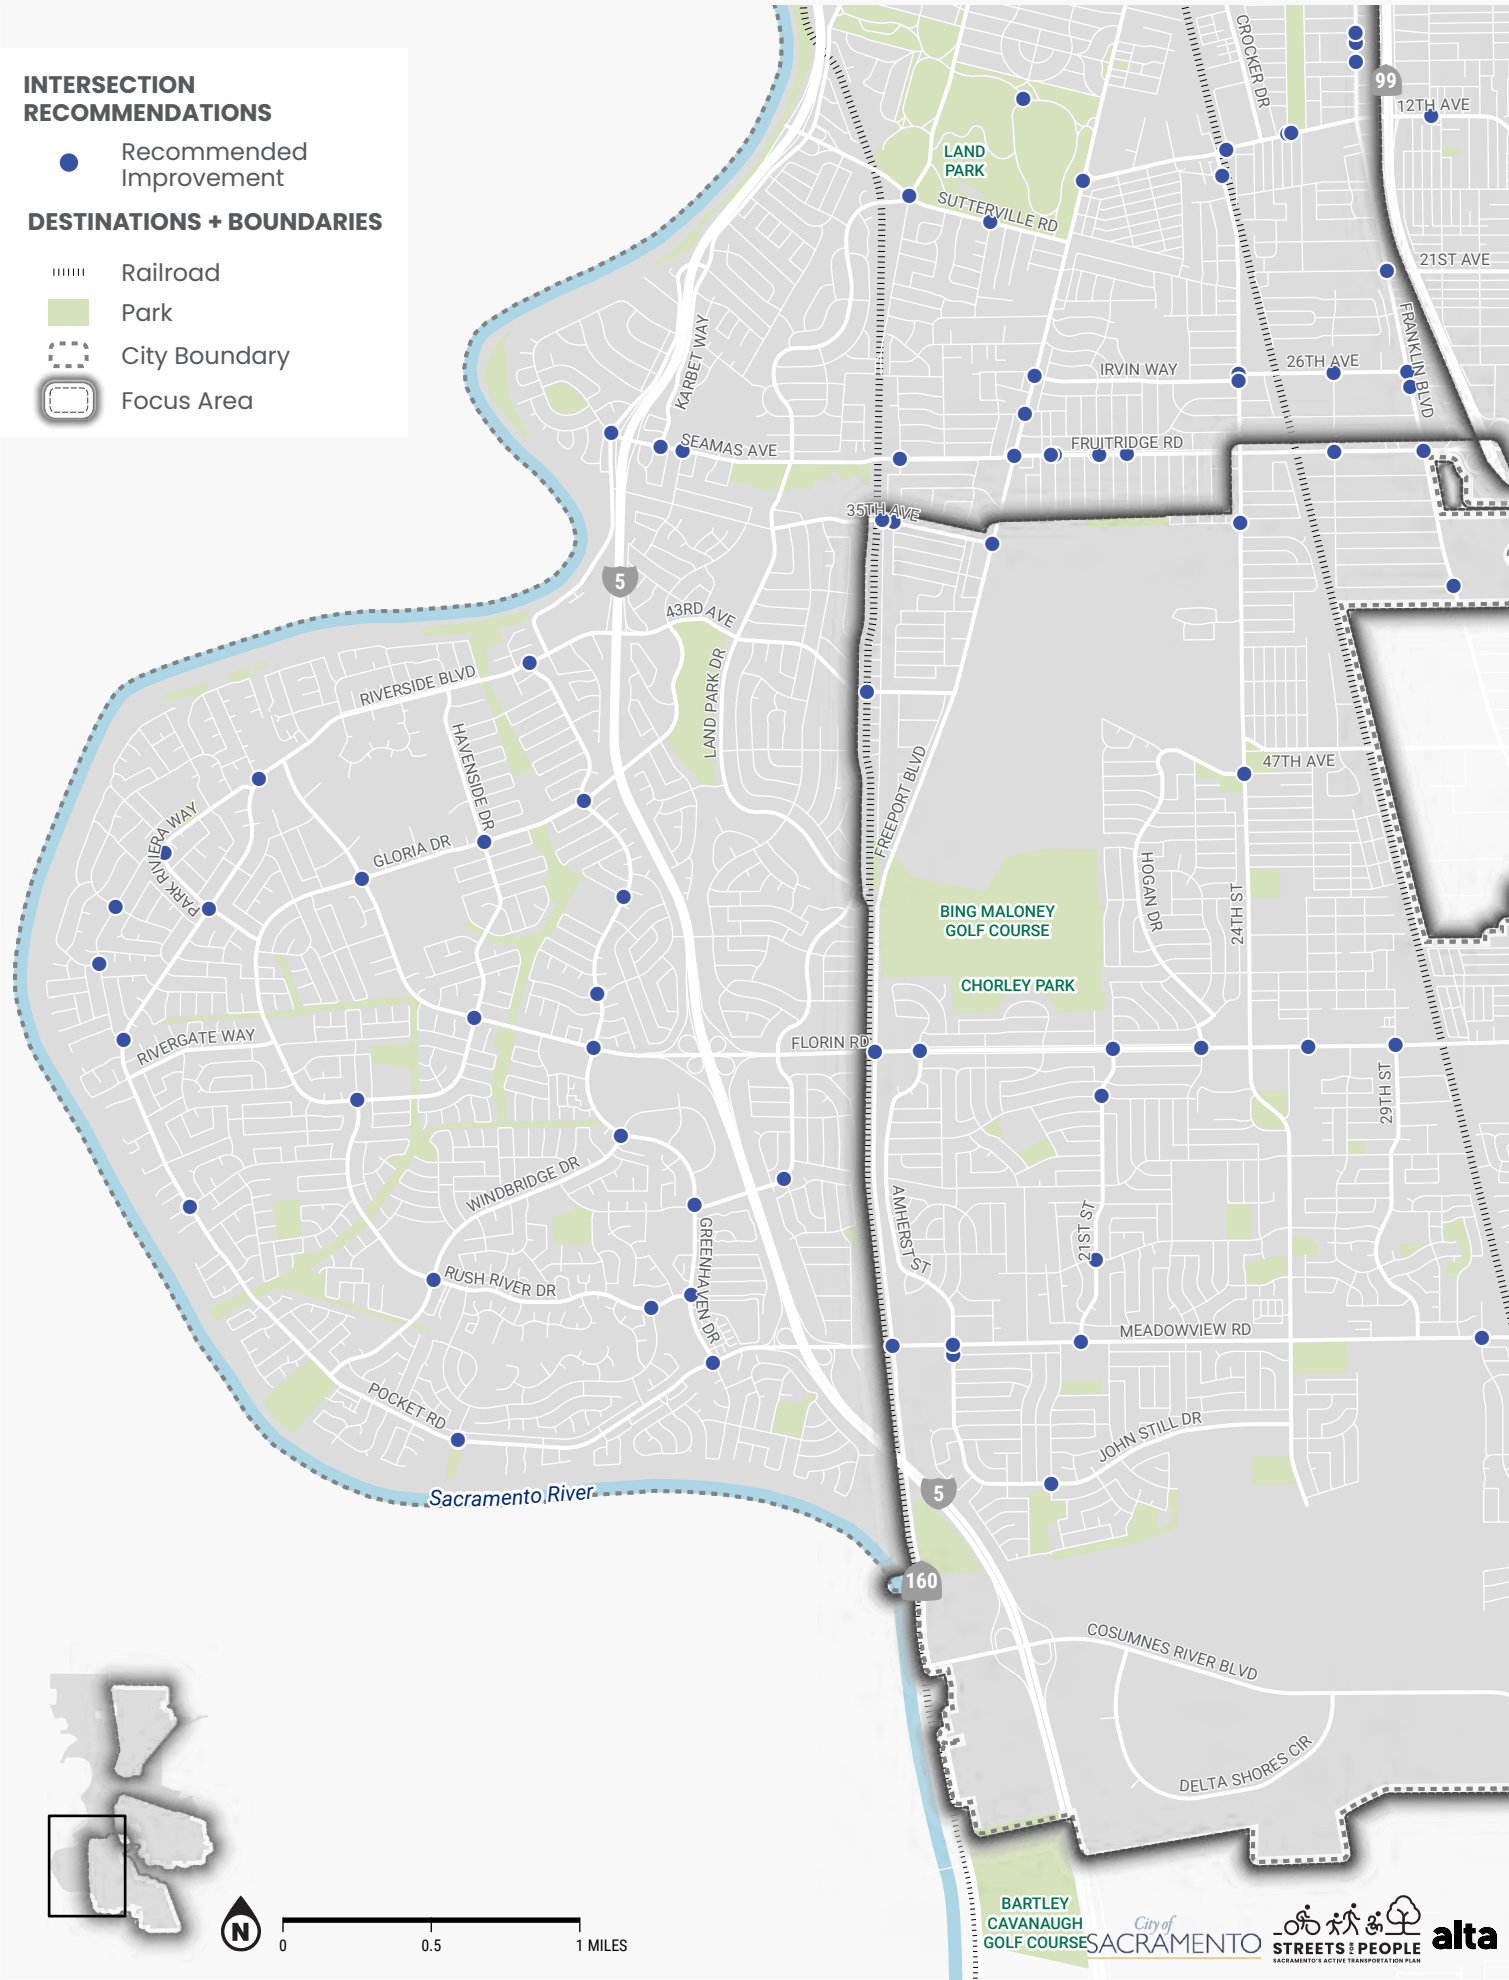 INTERSECTION
RECOMMENDATIONS
Recommended
Improvement
DESTINATIONS + BOUNDARIES
Railroad
Park
City Boundary
Focus Area
CROCKER DR
99
12TH AVE
LAND
PARK
SUTTERVILLE RD
21ST AVE
FRANKLIN BLVD
KARBET WAY
IRVIN WAY
26TH AVE
SEAMAS AVE
FRUITRIDGE RD
35TH AVE
5
43RD AVE
LAND PARK DR
RIVERSIDE BLVD
HAVENSIDE DR
FREEPORT BLVD
47TH AVE
PARK RIVIERA WAY
GLORIA DR
HOGAN DR
24TH ST
BING MALONEY
GOLF COURSE
CHORLEY PARK
RIVERGATE WAY
FLORIN RD
29TH ST
WINDBRIDGE DR
AMHERST ST
21ST ST
GREENHAVEN DR
RUSH RIVER DR
MEADOWVIEW RD
POCKET RD
JOHN STILL DR
Sacramento River
5
160
COSUMNES RIVER BLVD
DELTA SHORES CIR
BARTLEY
CAVANAUGH
GOLF COURSE
N
0 0.5 1 MILES
City of
SACRAMENTO
STREETS FOR PEOPLE
SACRAMENTO'S ACTIVE TRANSPORTATION PLAN
alta